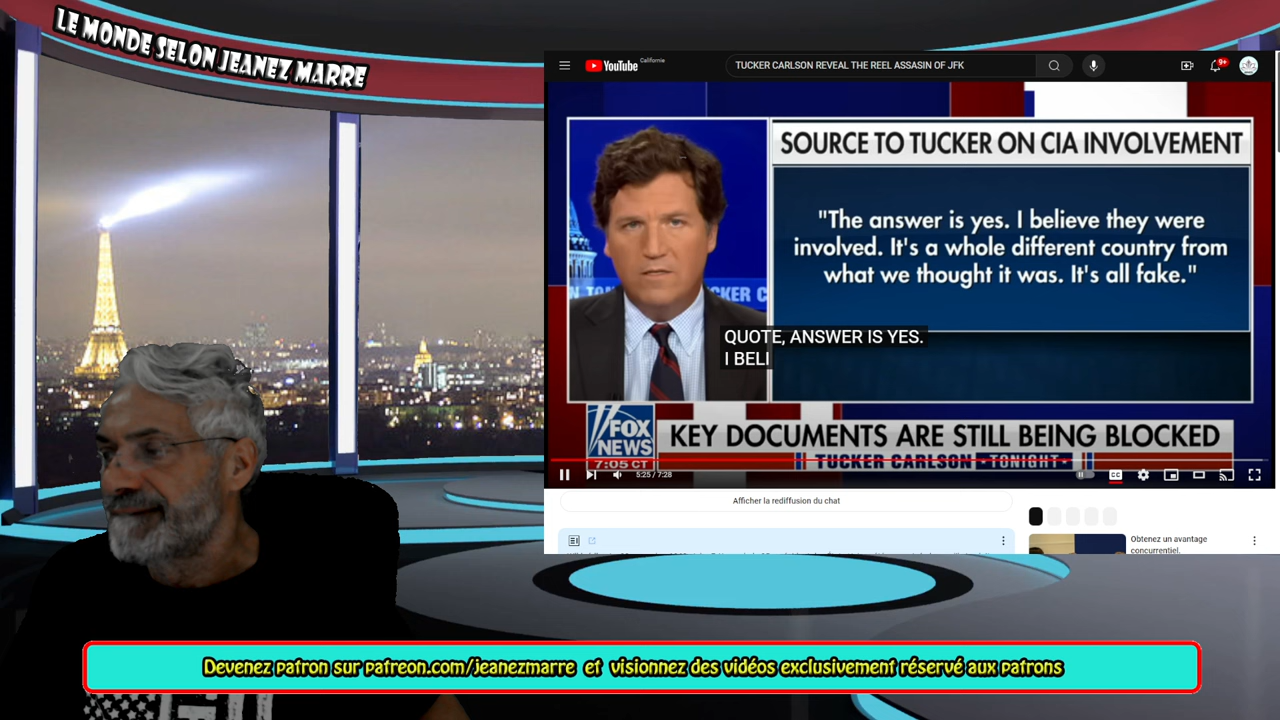 LE MONDE SELON JEANEZ MARRE
YouTube
Californie
TUCKER CARLSON REVEAL THE REEL ASSASIN OF JFK
9+
SOURCE TO TUCKER ON CIA INVOLVEMENT
"The answer is yes. I believe they were
involved. It's a whole different country from
what we thought it was. It's all fake."
QUOTE, ANSWER IS YES.
I BELI
FOX
NEWS
7:05 CT
KEY DOCUMENTS ARE STILL BEING BLOCKED
TUCKER CARLSON TONIGHT
5:25 / 7:28
CC
Afficher la rediffusion du chat
Obtenez un avantage
concurrentiel.
Devenez patron sur patreon.com/jeanezmarre et visionnez des vidéos exclusivement réservé aux patrons